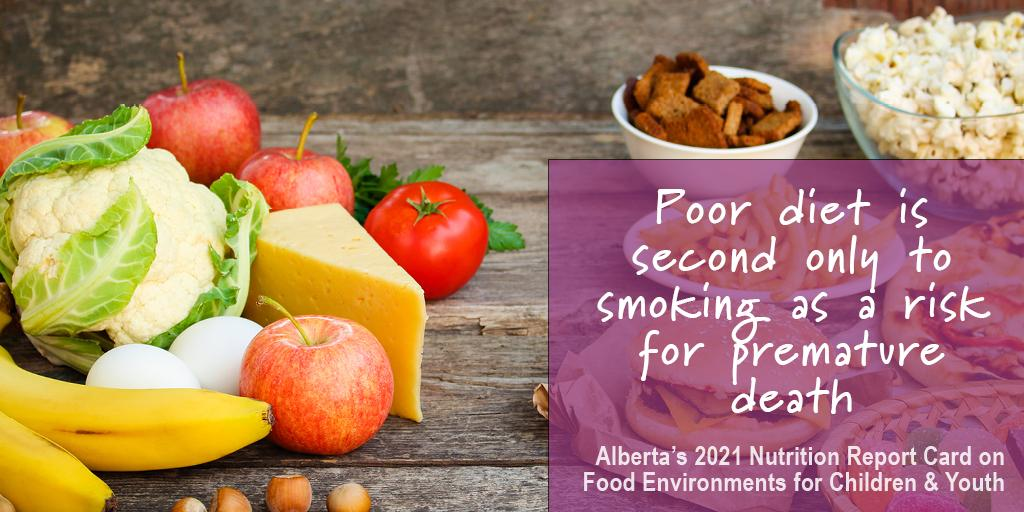 Poor diet is
second only to
smoking as a risk
for premature
death
Alberta's 2021 Nutrition Report Card on
Food Environments for Children & Youth